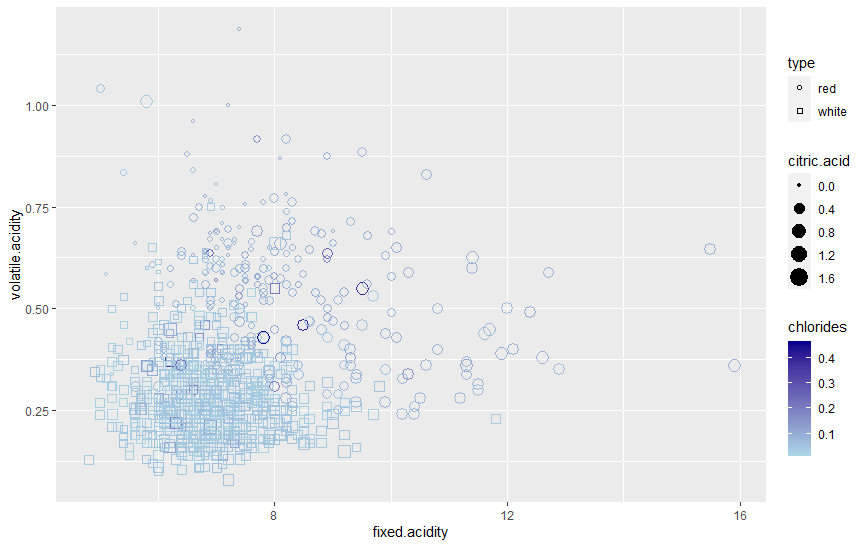 volatile.acidity
1.00
0.75
0.50
0.25
8
12
16
fixed.acidity
type
red
white
citric.acid
0.0
0.4
0.8
1.2
1.6
chlorides
0.4
0.3
0.2
0.1